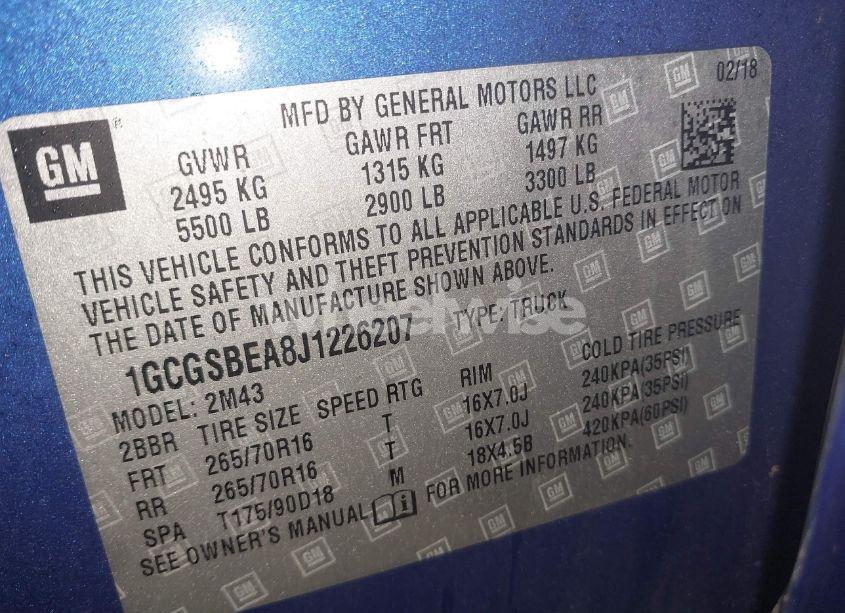 02/18
MFD BY GENERAL MOTORS LLC
GM
GVWR GAWR FRT GAWR RR
2495 KG 1315 KG 1497 KG
5500 LB 2900 LB 3300 LB
THIS VEHICLE CONFORMS TO ALL APPLICABLE U.S. FEDERAL MOTOR
VEHICLE SAFETY AND THEFT PREVENTION STANDARDS IN EFFECT ON
THE DATE OF MANUFACTURE SHOWN ABOVE.
1GCGSBEA8J1226207 TYPE: TRUCK
MODEL: 2M43
2BBR TIRE SIZE SPEED RTG RIM COLD TIRE PRESSURE
FRT 265/70R16 T 16X7.0J 240KPA(35PSI)
RR 265/70R16 T 16X7.0J 240KPA(35PSI)
SPA T175/90D18 M 18X4.5B 420KPA(60PSI)
SEE OWNER'S MANUAL FOR MORE INFORMATION.